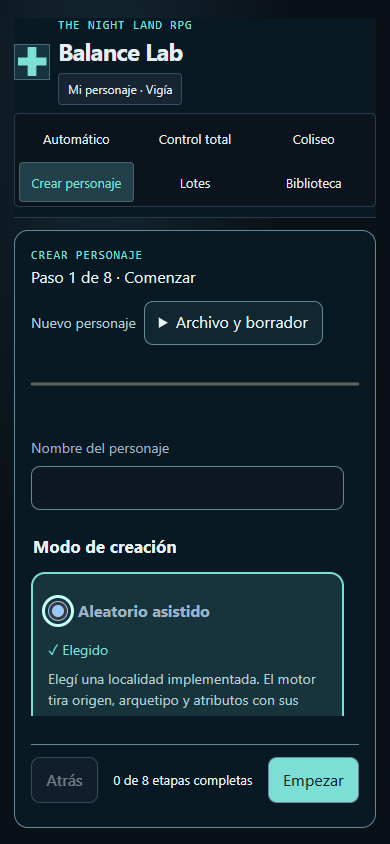 THE NIGHT LAND RPG
Balance Lab
Mi personaje · Vigía
Automático
Control total
Coliseo
Crear personaje
Lotes
Biblioteca
CREAR PERSONAJE
Paso 1 de 8 · Comenzar
Nuevo personaje
▶ Archivo y borrador
Nombre del personaje
Modo de creación
Aleatorio asistido
✓ Elegido
Elegí una localidad implementada. El motor
tira origen, arquetipo y atributos con sus
Atrás
0 de 8 etapas completas
Empezar